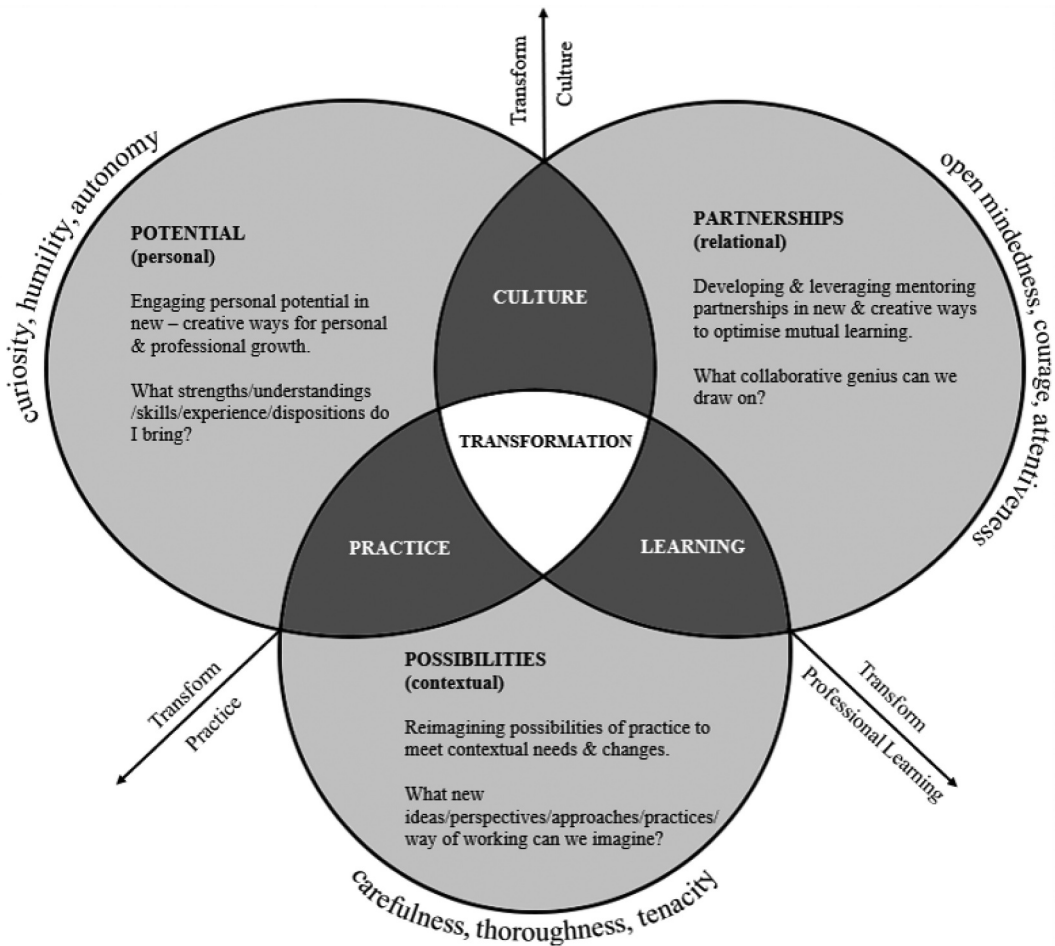 Transform
Culture
curiosity, humility, autonomy
POTENTIAL
(personal)
Engaging personal potential in
new – creative ways for personal
& professional growth.
What strengths/understandings
/skills/experience/dispositions do
I bring?
CULTURE
PARTNERSHIPS
(relational)
Developing & leveraging mentoring
partnerships in new & creative ways
to optimise mutual learning.
What collaborative genius can we
draw on?
open mindedness, courage, attentiveness
TRANSFORMATION
PRACTICE
LEARNING
Transform
Practice
POSSIBILITIES
(contextual)
Reimagining possibilities of practice to
meet contextual needs & changes.
What new
ideas/perspectives/approaches/practices/
way of working can we imagine?
Transform
Professional Learning
carefulness, thoroughness, tenacity